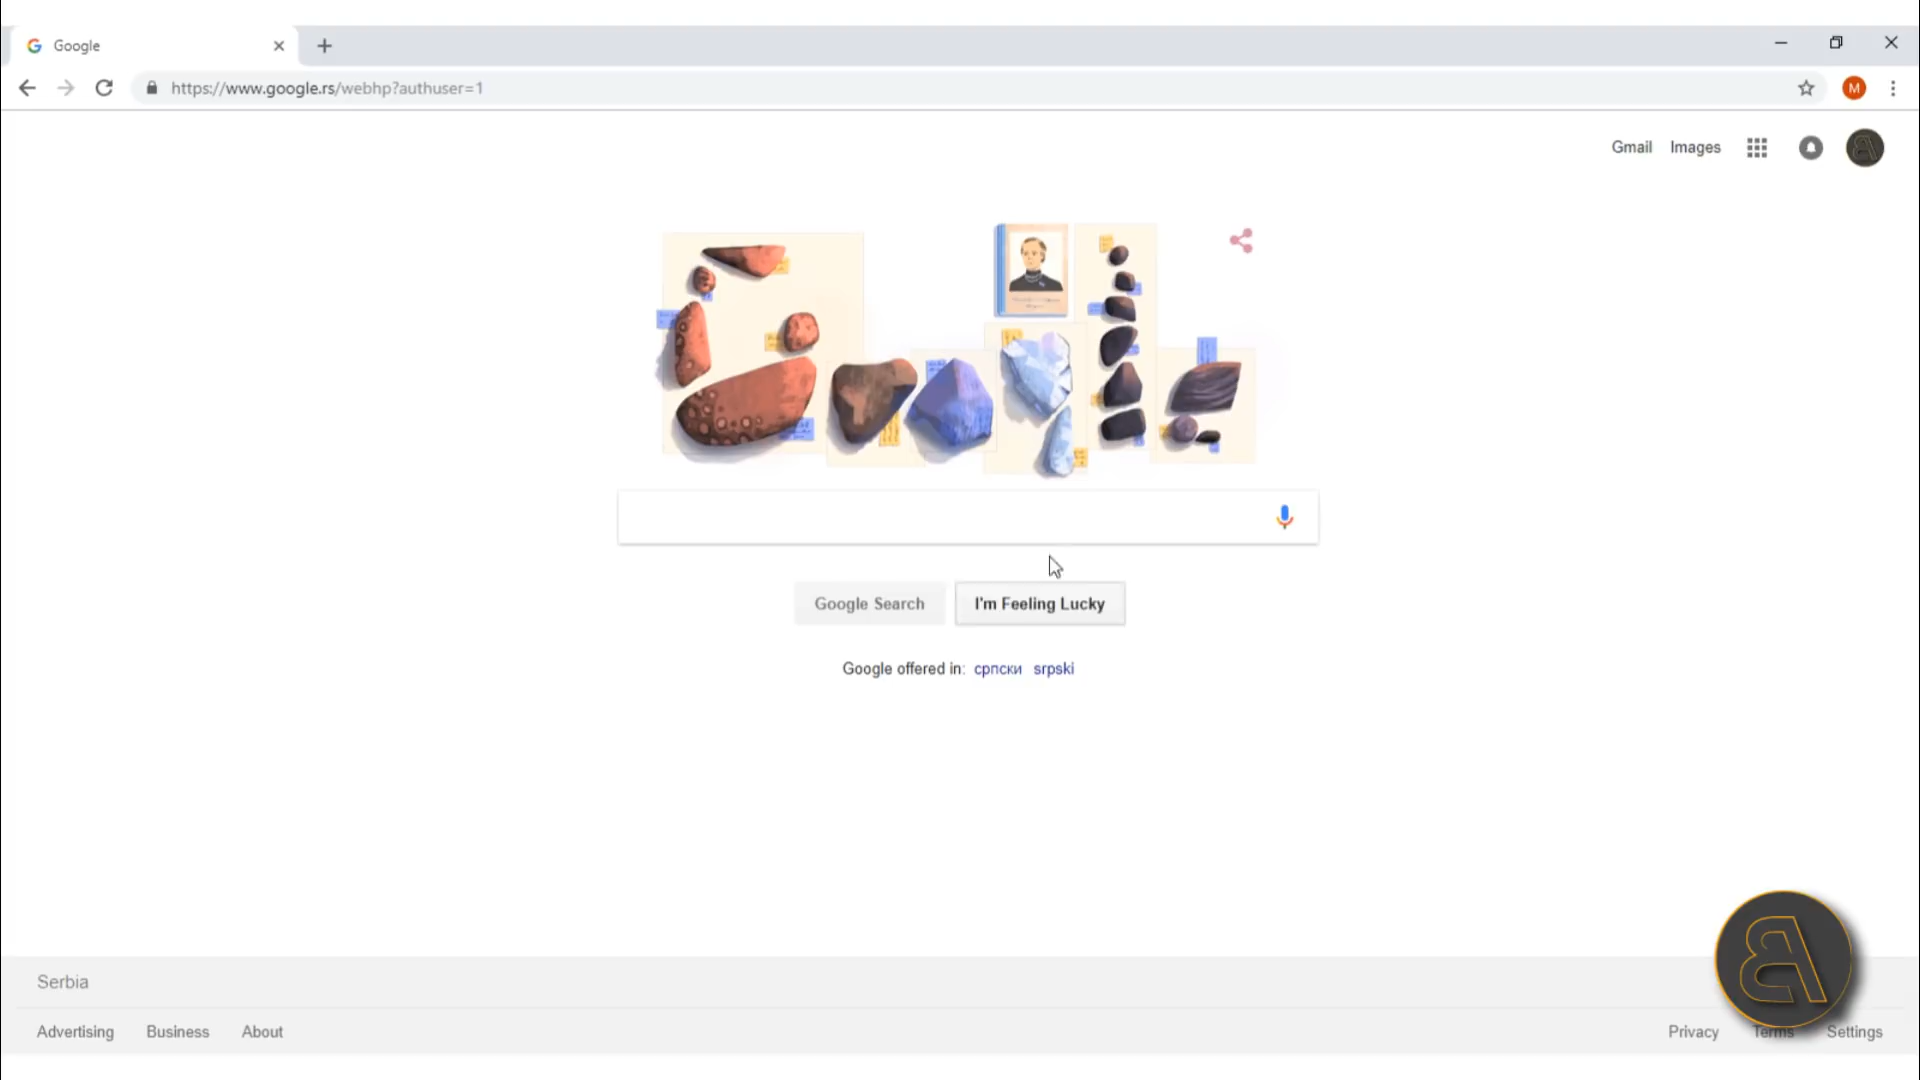 Google
https://www.google.rs/webhp?authuser=1
M
Gmail Images
Google Search
I'm Feeling Lucky
Google offered in: српски srpski
Serbia
Advertising Business About
Privacy Terms Settings